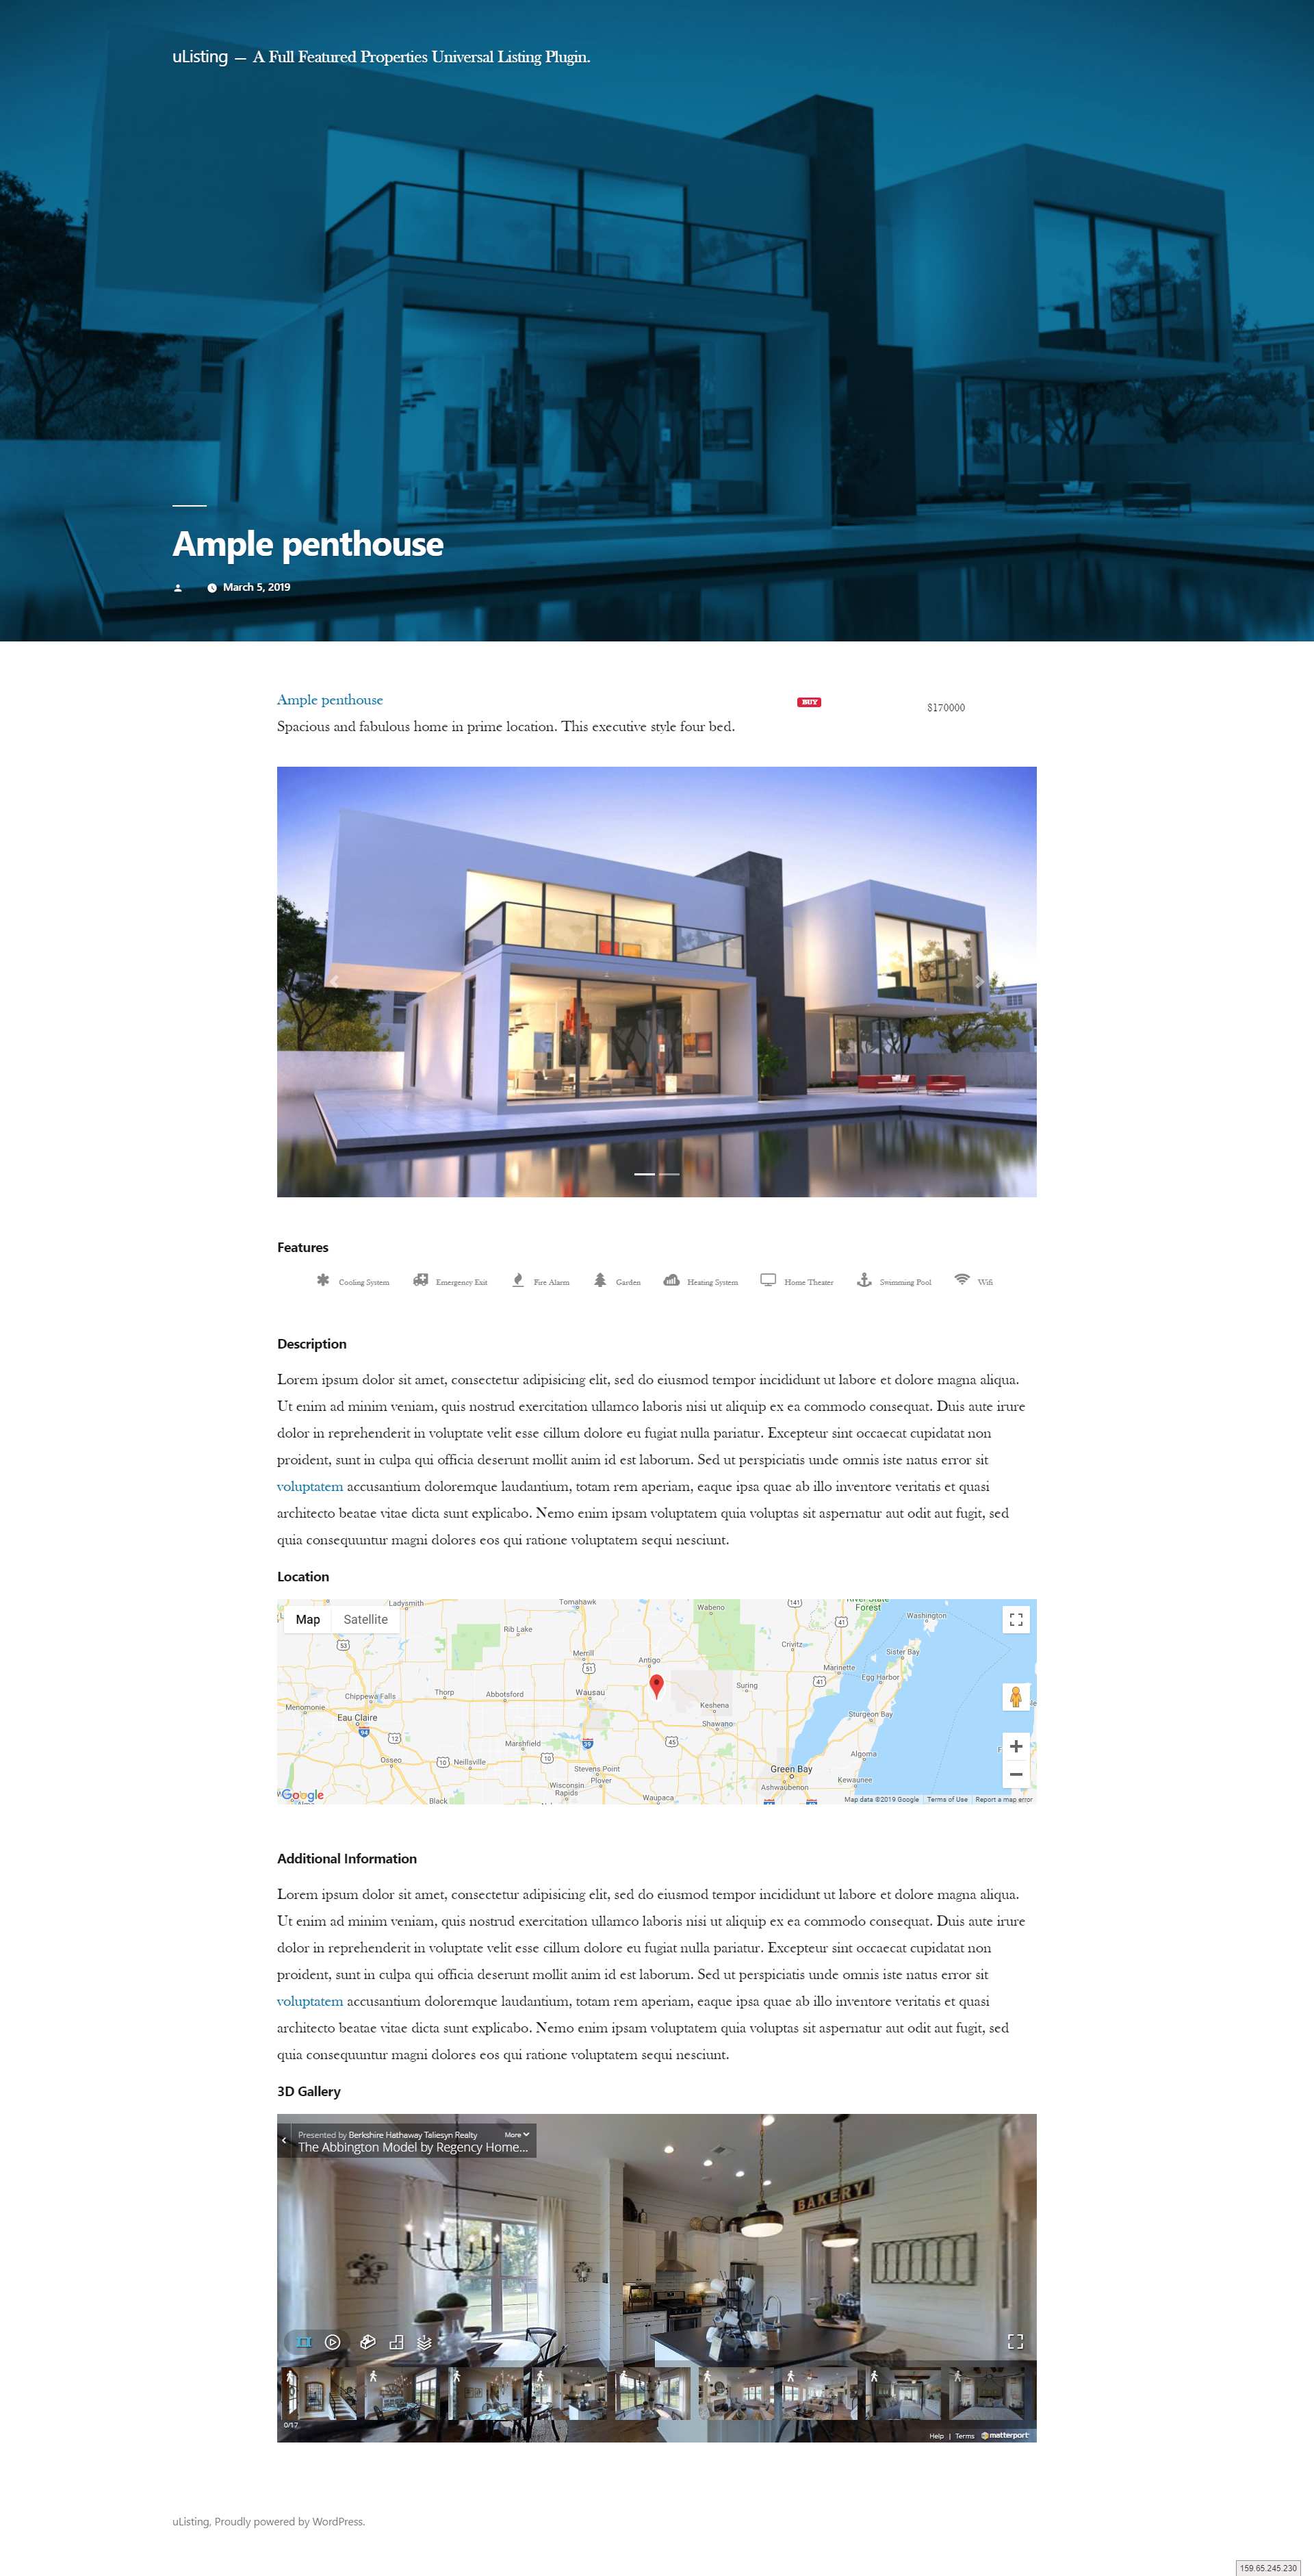 uListing — A Full Featured Properties Universal Listing Plugin.
Ample penthouse
March 5, 2019
Ample penthouse
BUY
$170000
Spacious and fabulous home in prime location. This executive style four bed.
Features
Cooling System Emergency Exit Fire Alarm Garden Heating System Home Theater Swimming Pool Wifi
Description
Lorem ipsum dolor sit amet, consectetur adipisicing elit, sed do eiusmod tempor incididunt ut labore et dolore magna aliqua.
Ut enim ad minim veniam, quis nostrud exercitation ullamco laboris nisi ut aliquip ex ea commodo consequat. Duis aute irure
dolor in reprehenderit in voluptate velit esse cillum dolore eu fugiat nulla pariatur. Excepteur sint occaecat cupidatat non
proident, sunt in culpa qui officia deserunt mollit anim id est laborum. Sed ut perspiciatis unde omnis iste natus error sit
voluptatem accusantium doloremque laudantium, totam rem aperiam, eaque ipsa quae ab illo inventore veritatis et quasi
architecto beatae vitae dicta sunt explicabo. Nemo enim ipsam voluptatem quia voluptas sit aspernatur aut odit aut fugit, sed
quia consequuntur magni dolores eos qui ratione voluptatem sequi nesciunt.
Location
Map Satellite
Ladysmith
Tomahawk
Wabeno
141
River State
Forest
Washington
41
Rib Lake
53
Merrill
Crivitz
Sister Bay
51
Antigo
Marinette
Egg Harbor
Chippewa Falls
Thorp
Abbotsford
Wausau
Suring
41
Menomonie
Keshena
Eau Claire
Shawano
Sturgeon Bay
94
12
Marshfield
39
45
Osseo
10
Neillsville
10
Algoma
Stevens Point
Green Bay
Plover
Wisconsin
Rapids
Ashwaubenon
Kewaunee
Google
Black
Waupaca
Map data ©2019 Google Terms of Use Report a map error
Additional Information
Lorem ipsum dolor sit amet, consectetur adipisicing elit, sed do eiusmod tempor incididunt ut labore et dolore magna aliqua.
Ut enim ad minim veniam, quis nostrud exercitation ullamco laboris nisi ut aliquip ex ea commodo consequat. Duis aute irure
dolor in reprehenderit in voluptate velit esse cillum dolore eu fugiat nulla pariatur. Excepteur sint occaecat cupidatat non
proident, sunt in culpa qui officia deserunt mollit anim id est laborum. Sed ut perspiciatis unde omnis iste natus error sit
voluptatem accusantium doloremque laudantium, totam rem aperiam, eaque ipsa quae ab illo inventore veritatis et quasi
architecto beatae vitae dicta sunt explicabo. Nemo enim ipsam voluptatem quia voluptas sit aspernatur aut odit aut fugit, sed
quia consequuntur magni dolores eos qui ratione voluptatem sequi nesciunt.
3D Gallery
Presented by Berkshire Hathaway Taliesyn Realty More
The Abbington Model by Regency Home...
BAKERY
0/17
Help | Terms matterport
uListing, Proudly powered by WordPress.
159.65.245.230